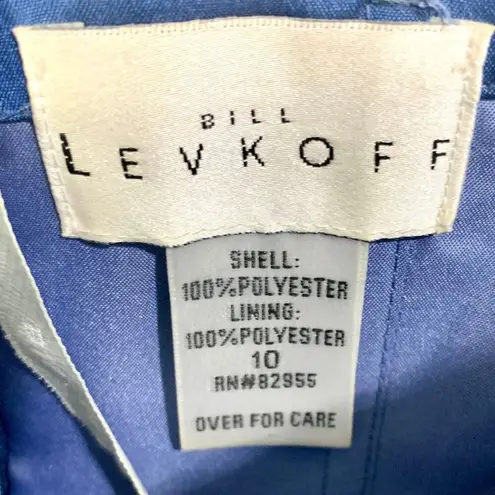 BILL
LEVKOFF
SHELL:
100%POLYESTER
LINING:
100%POLYESTER
10
RN#82955
OVER FOR CARE